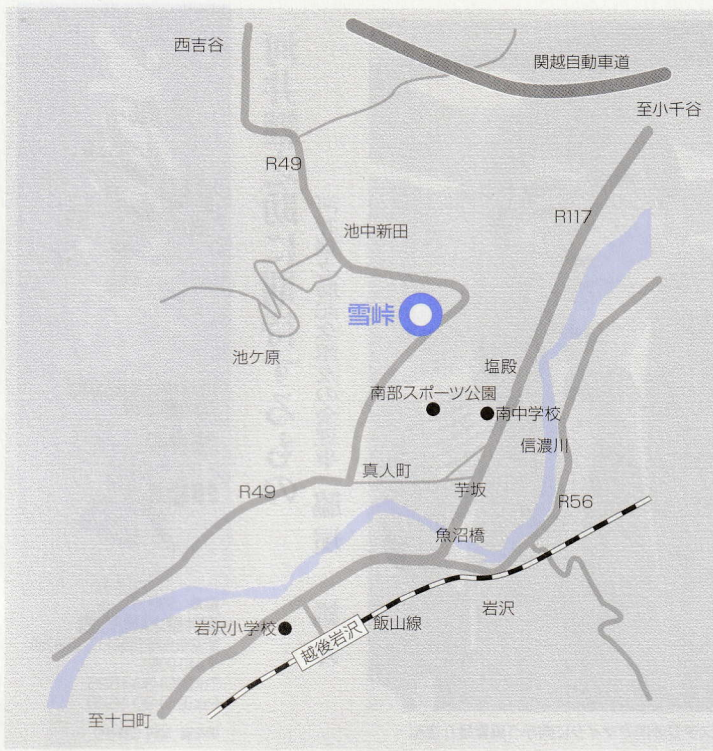 西吉谷
関越自動車道
至小千谷
R49
R117
池中新田
雪峠
池ケ原
塩殿
南部スポーツ公園
南中学校
信濃川
真人町
芋坂
R49
R56
魚沼橋
岩沢
岩沢小学校
飯山線
越後岩沢
至十日町